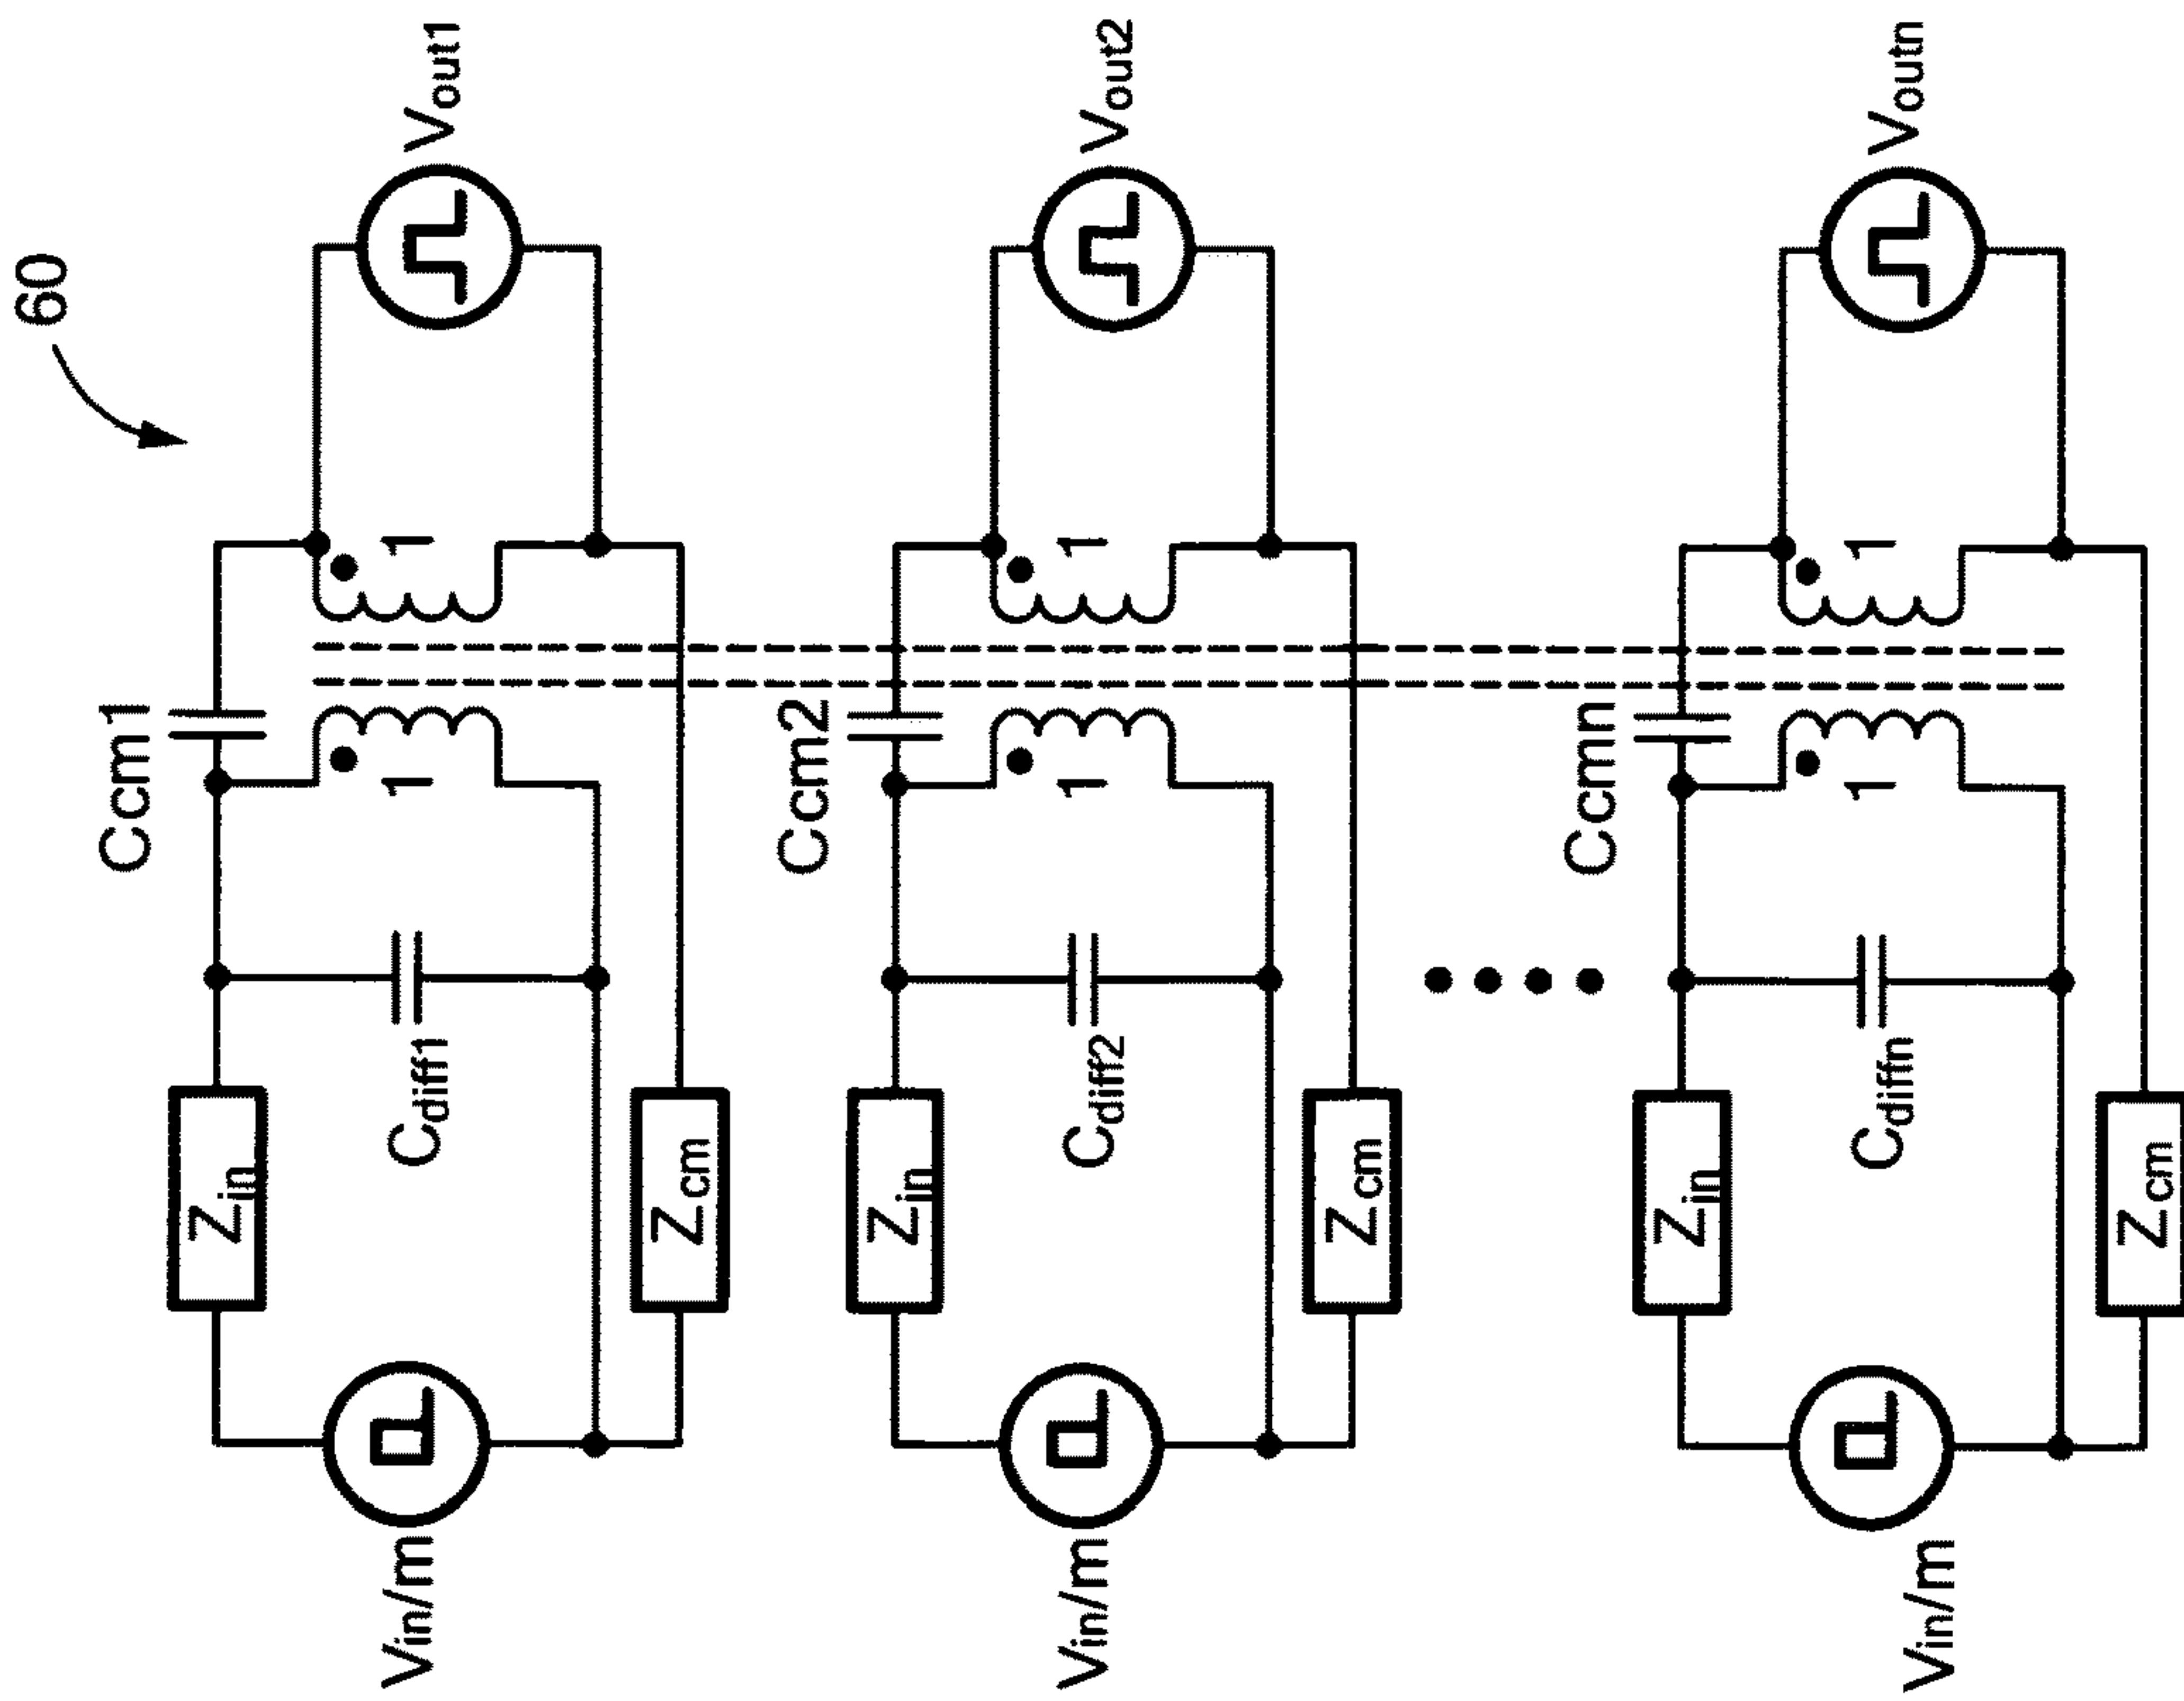 60
Ccm1
1
1
Zin
Cdiff1
Zcm
Vin/m
Vout1
Ccm2
1
1
Zin
Cdiff2
Zcm
Vin/m
Vout2
Ccmn
1
1
Zin
Cdiffn
Zcm
Vin/m
Voutn